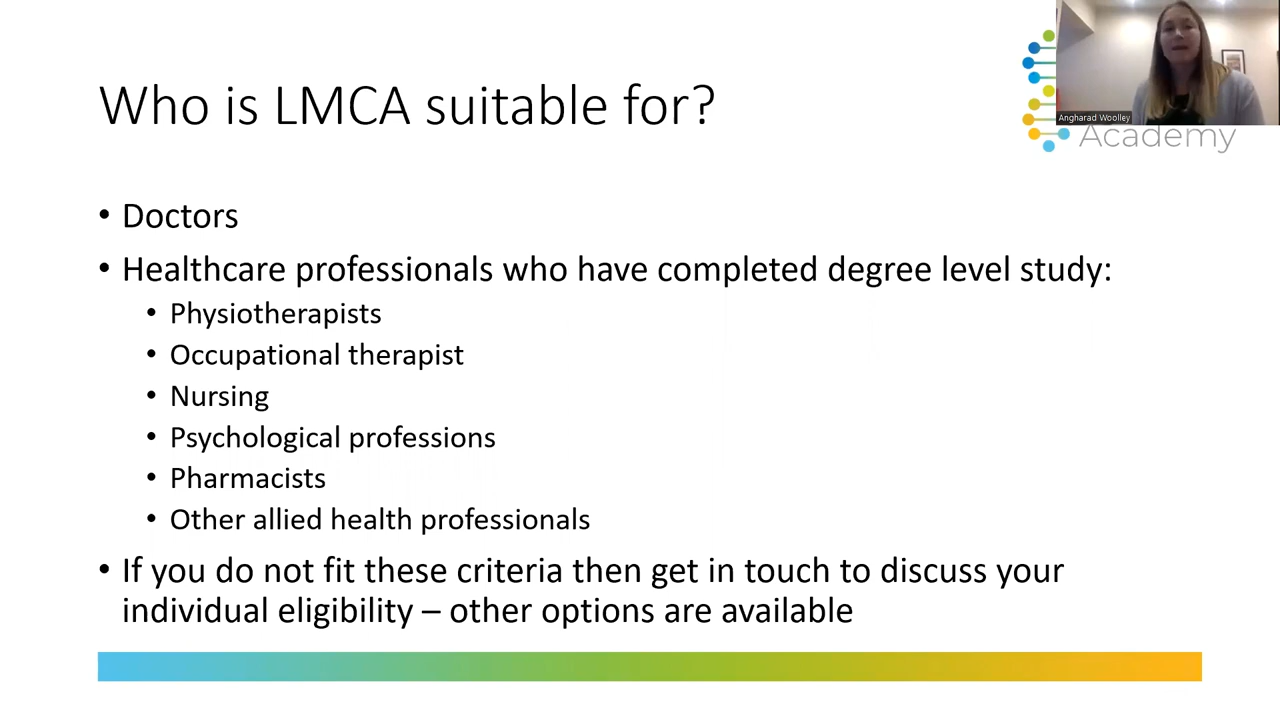 Who is LMCA suitable for?
Angharad Woolley
Academy
• Doctors
• Healthcare professionals who have completed degree level study:
• Physiotherapists
• Occupational therapist
• Nursing
• Psychological professions
• Pharmacists
• Other allied health professionals
• If you do not fit these criteria then get in touch to discuss your
individual eligibility – other options are available